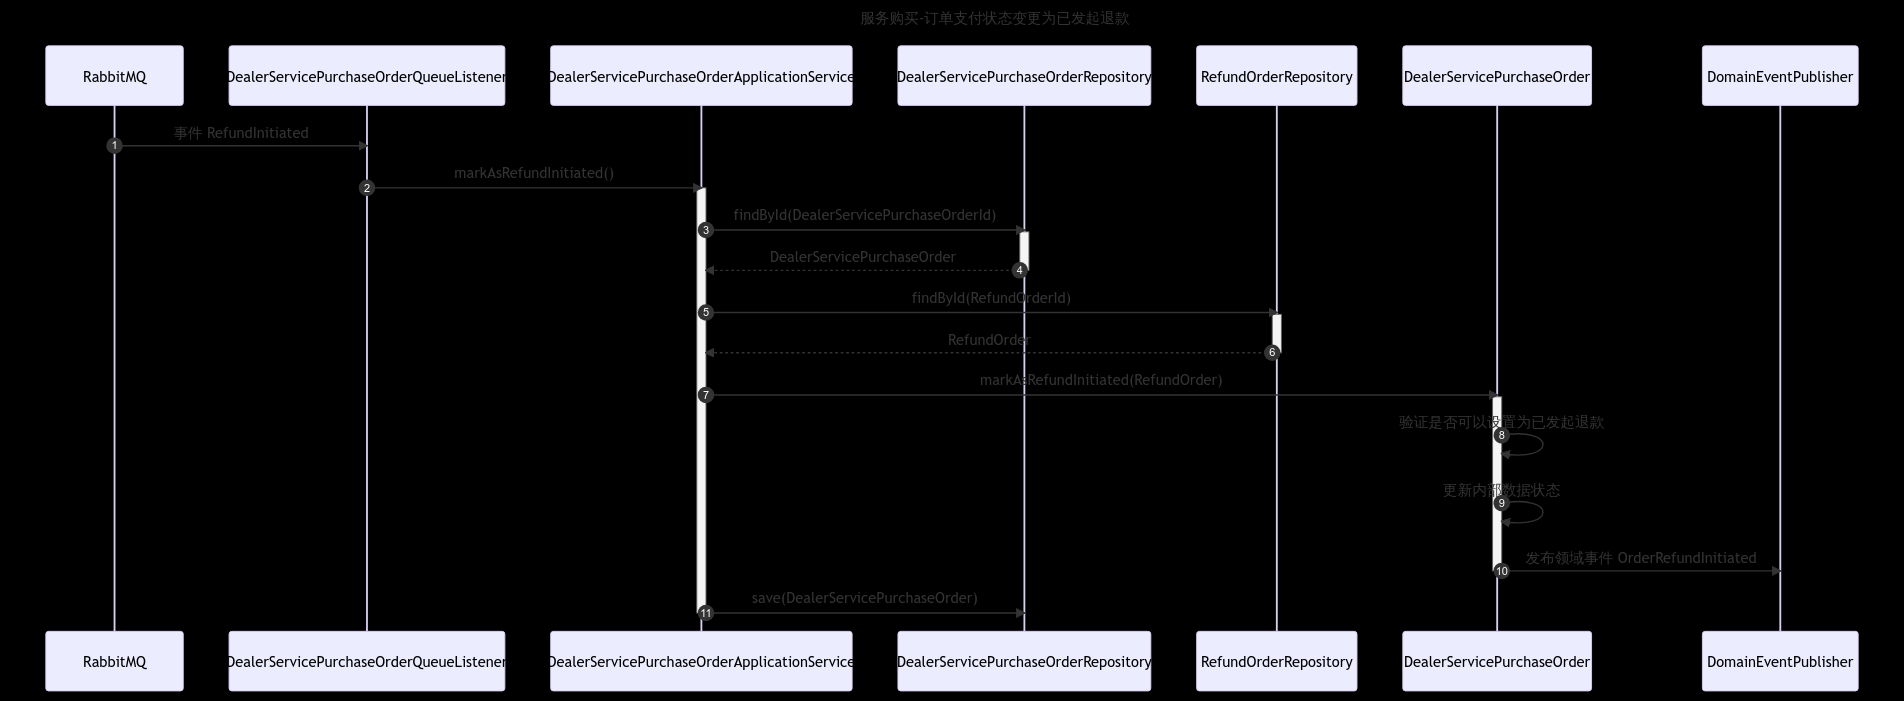 服务购买-订单支付状态变更为已发起退款
RabbitMQ
DealerServicePurchaseOrderQueueListener
DealerServicePurchaseOrderApplicationService
DealerServicePurchaseOrderRepository
RefundOrderRepository
DealerServicePurchaseOrder
DomainEventPublisher
事件 RefundInitiated
1
markAsRefundInitiated()
2
findById(DealerServicePurchaseOrderId)
3
DealerServicePurchaseOrder
4
findById(RefundOrderId)
5
RefundOrder
6
markAsRefundInitiated(RefundOrder)
7
验证是否可以设置为已发起退款
8
更新内部数据状态
9
发布领域事件 OrderRefundInitiated
10
save(DealerServicePurchaseOrder)
11
RabbitMQ
DealerServicePurchaseOrderQueueListener
DealerServicePurchaseOrderApplicationService
DealerServicePurchaseOrderRepository
RefundOrderRepository
DealerServicePurchaseOrder
DomainEventPublisher